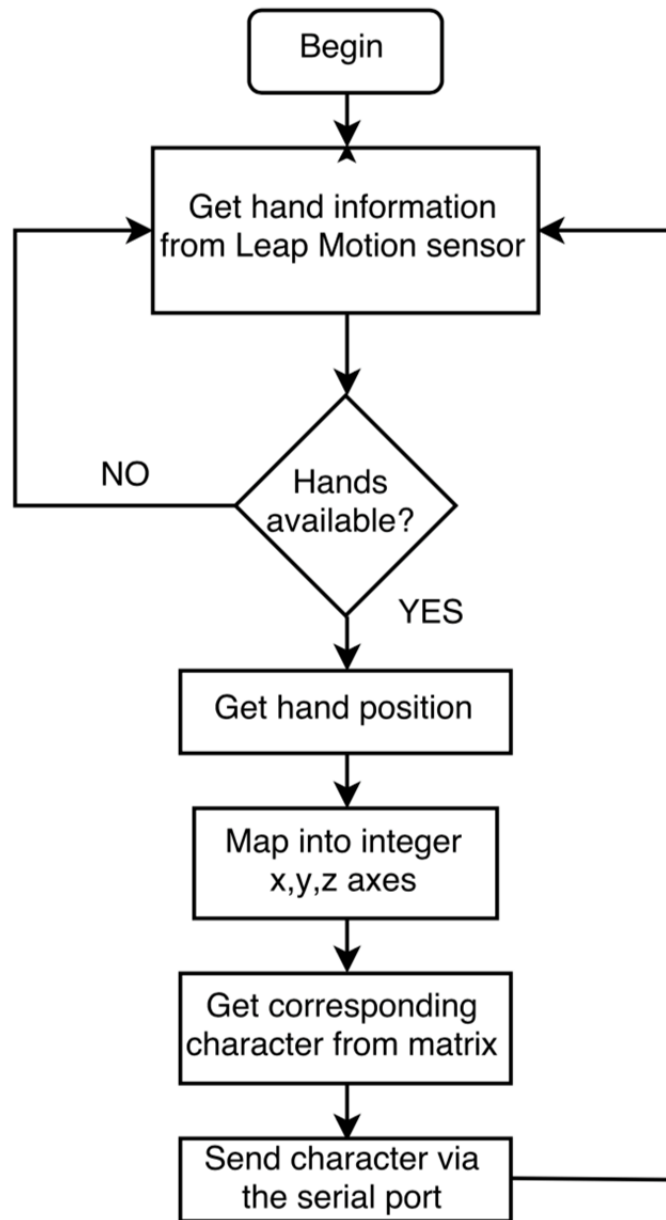 Begin
Get hand information
from Leap Motion sensor
NO
Hands
available?
YES
Get hand position
Map into integer
x,y,z axes
Get corresponding
character from matrix
Send character via
the serial port